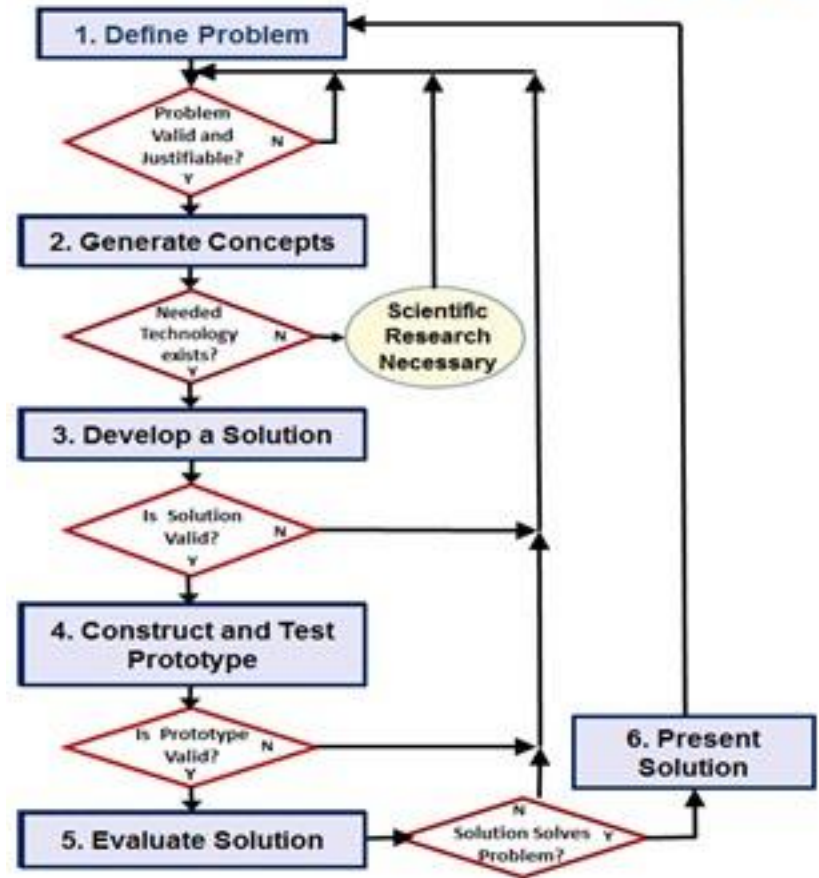 1. Define Problem
Problem
Valid and
Justifiable?
N
Y
2. Generate Concepts
Needed
Technology
exists?
N
Y
Scientific
Research
Necessary
3. Develop a Solution
Is Solution
Valid?
N
Y
4. Construct and Test
Prototype
Is Prototype
Valid?
N
Y
5. Evaluate Solution
N
Solution Solves
Problem?
Y
6. Present
Solution